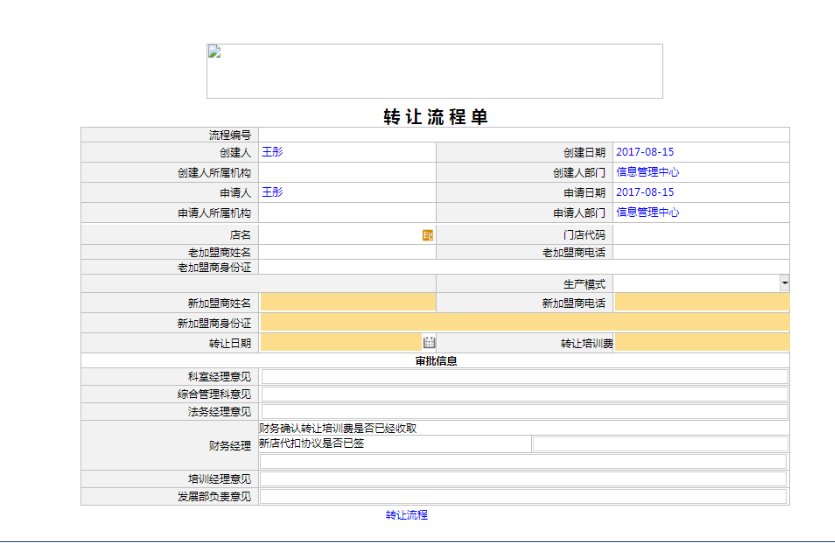 转让流程单
流程编号
创建人 王彤 创建日期 2017-08-15
创建人所属机构 创建人部门 信息管理中心
申请人 王彤 申请日期 2017-08-15
申请人所属机构 申请人部门 信息管理中心
店名 门店代码
老加盟商姓名 老加盟商电话
老加盟商身份证
生产模式
新加盟商姓名 新加盟商电话
新加盟商身份证
转让日期 转让培训费
审批信息
科室经理意见
综合管理科意见
法务经理意见
财务确认转让培训费是否已经收取
财务经理 新店代扣协议是否已签
培训经理意见
发展部负责意见
转让流程